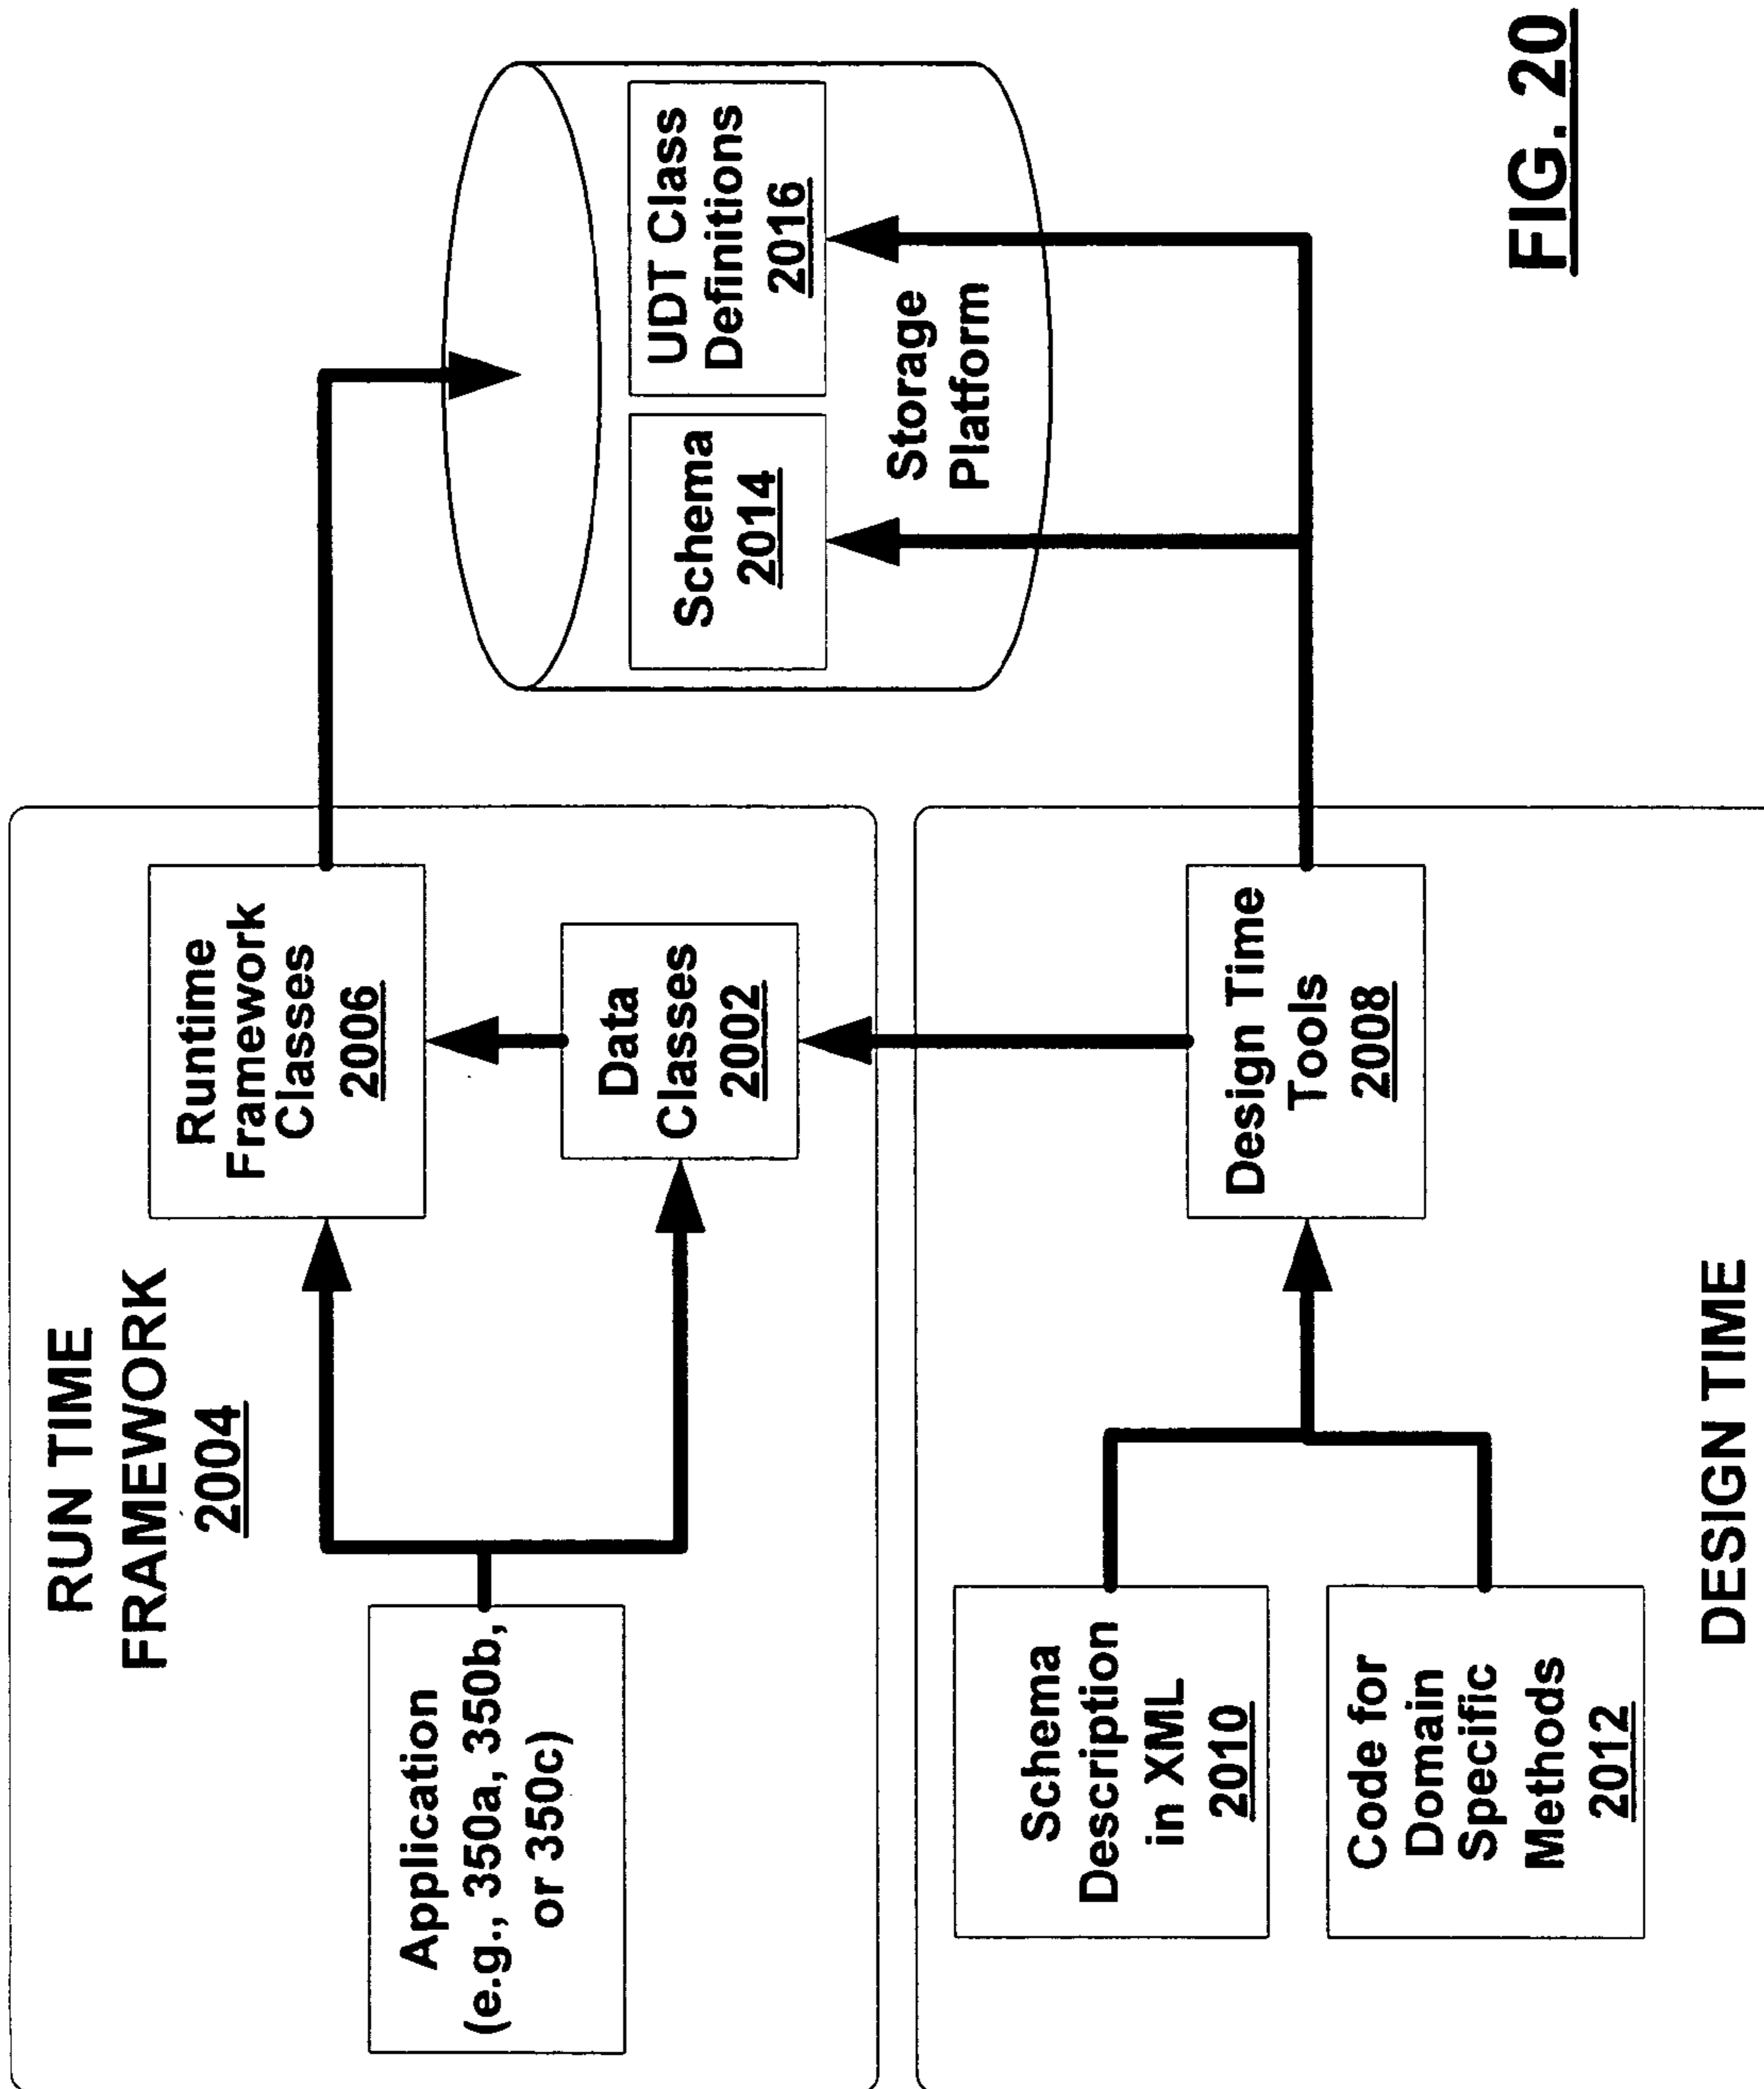 RUN TIME
FRAMEWORK
2004
Application
(e.g., 350a, 350b,
or 350c)
Runtime
Framework
Classes
2006
Data
Classes
2002
Schema
Description
in XML
2010
Code for
Domain
Specific
Methods
2012
Design Time
Tools
2008
DESIGN TIME
Schema
2014
UDT Class
Definitions
2016
Storage
Platform
FIG. 20